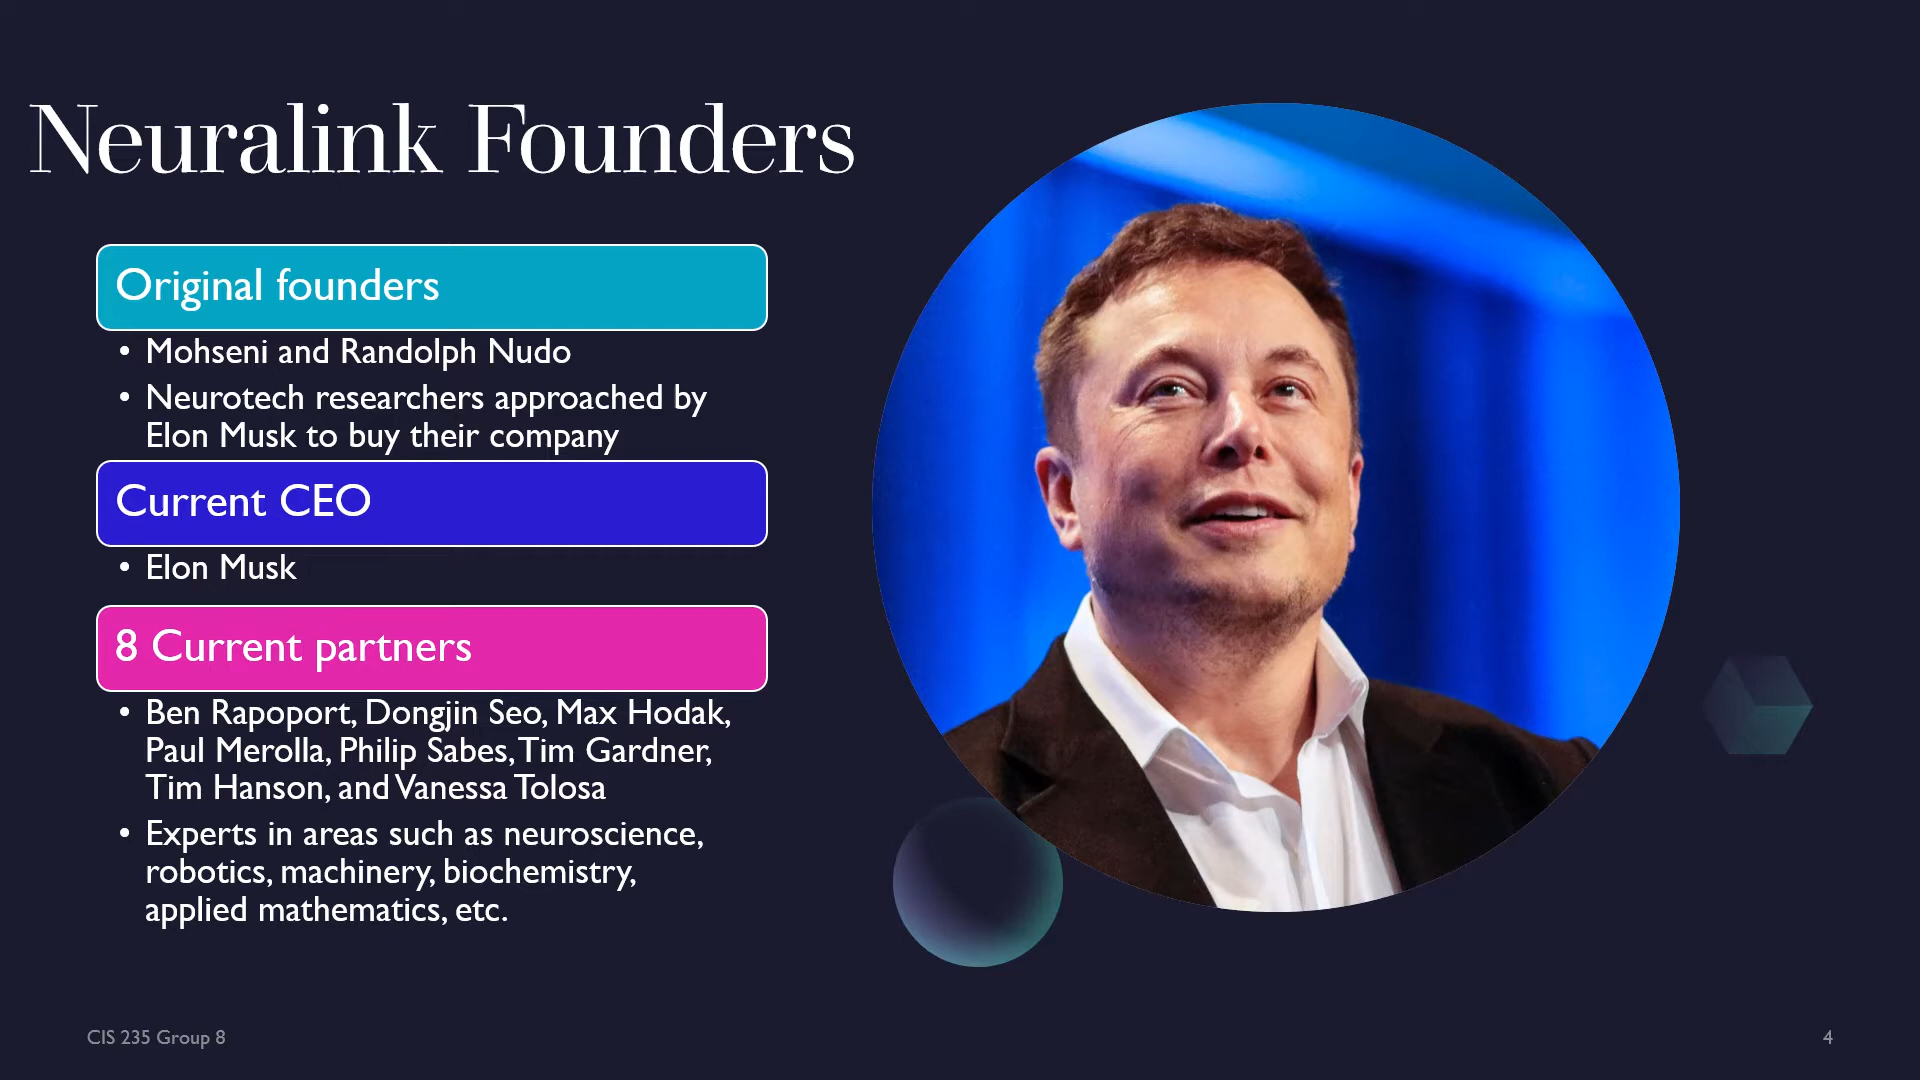 Neuralink Founders
Original founders
• Mohseni and Randolph Nudo
• Neurotech researchers approached by
Elon Musk to buy their company
Current CEO
• Elon Musk
8 Current partners
• Ben Rapoport, Dongjin Seo, Max Hodak,
Paul Merolla, Philip Sabes, Tim Gardner,
Tim Hanson, and Vanessa Tolosa
• Experts in areas such as neuroscience,
robotics, machinery, biochemistry,
applied mathematics, etc.
CIS 235 Group 8
4